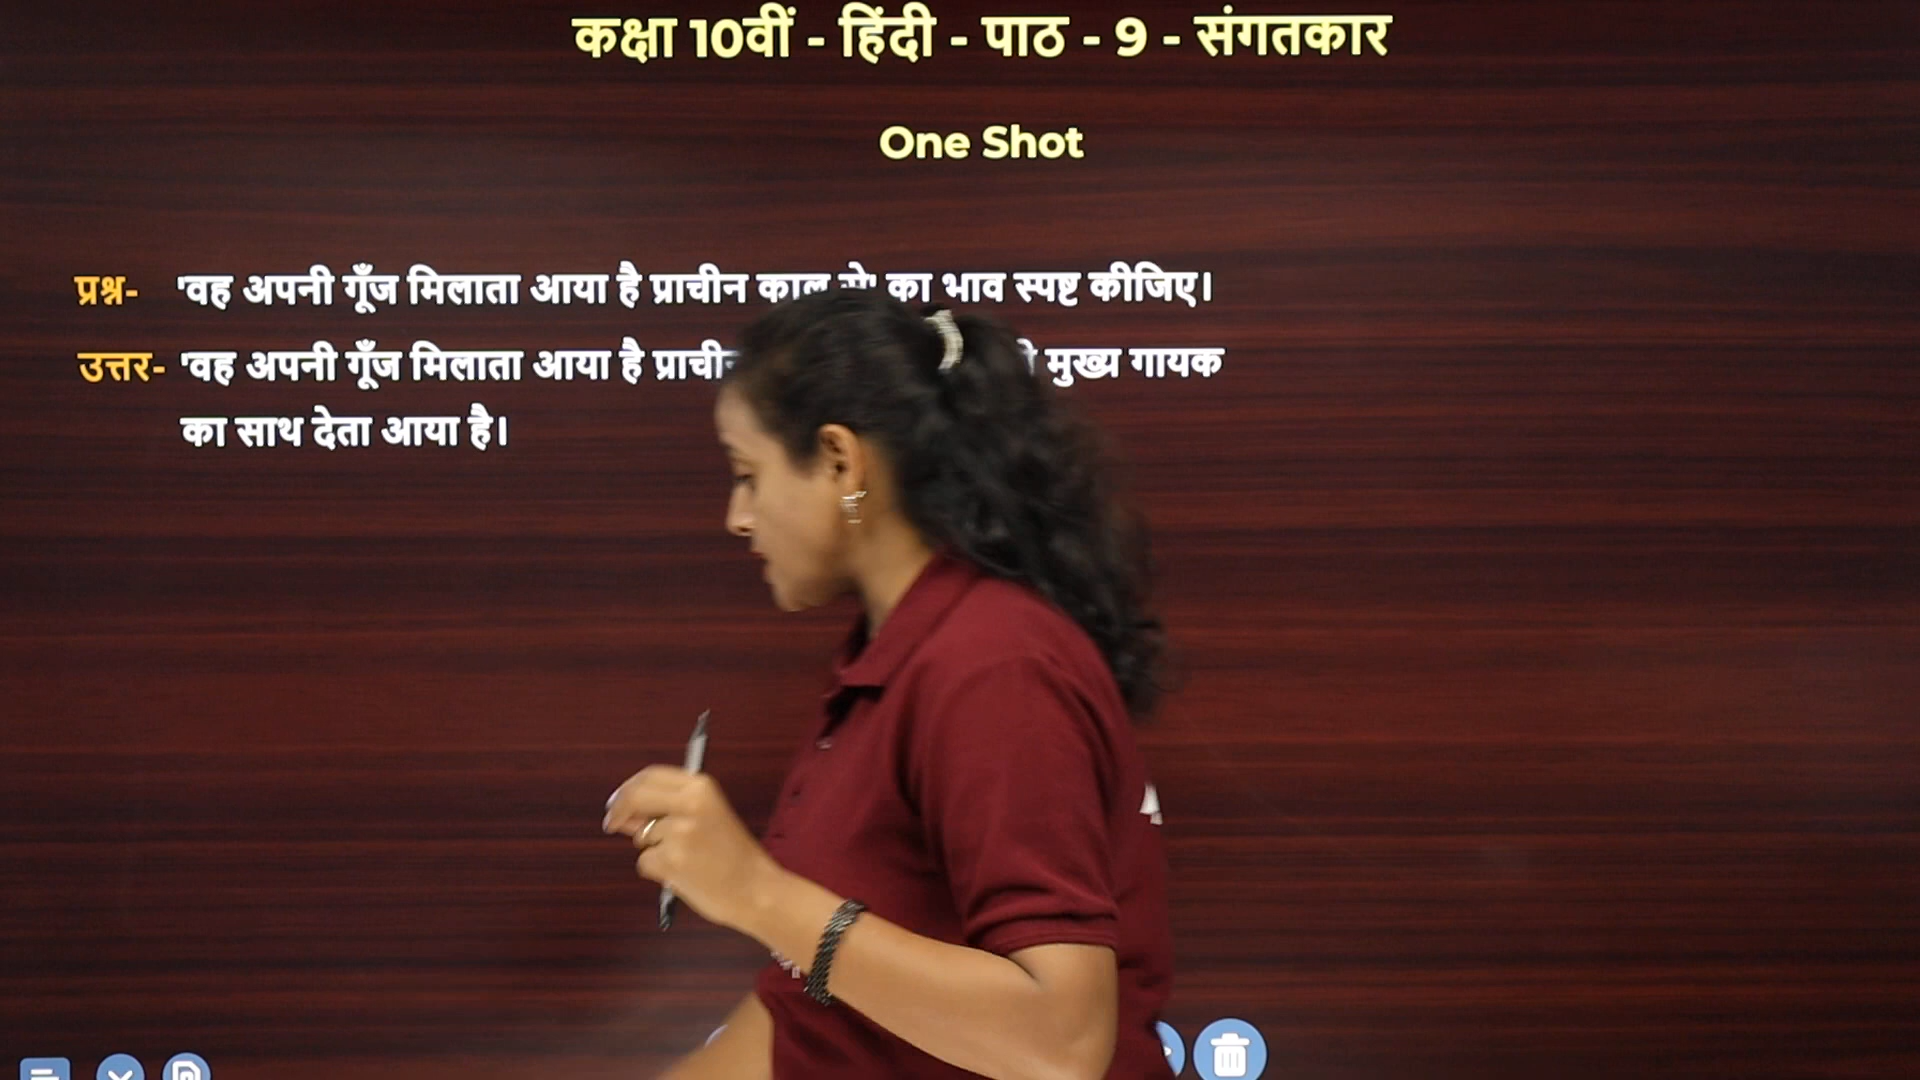 कक्षा 10वीं - हिंदी - पाठ - 9 - संगतकार
One Shot
प्रश्न- 'वह अपनी गूँज मिलाता आया है प्राचीन काल से' का भाव स्पष्ट कीजिए।
उत्तर- 'वह अपनी गूँज मिलाता आया है मुख्य गायक
का साथ देता आया है।